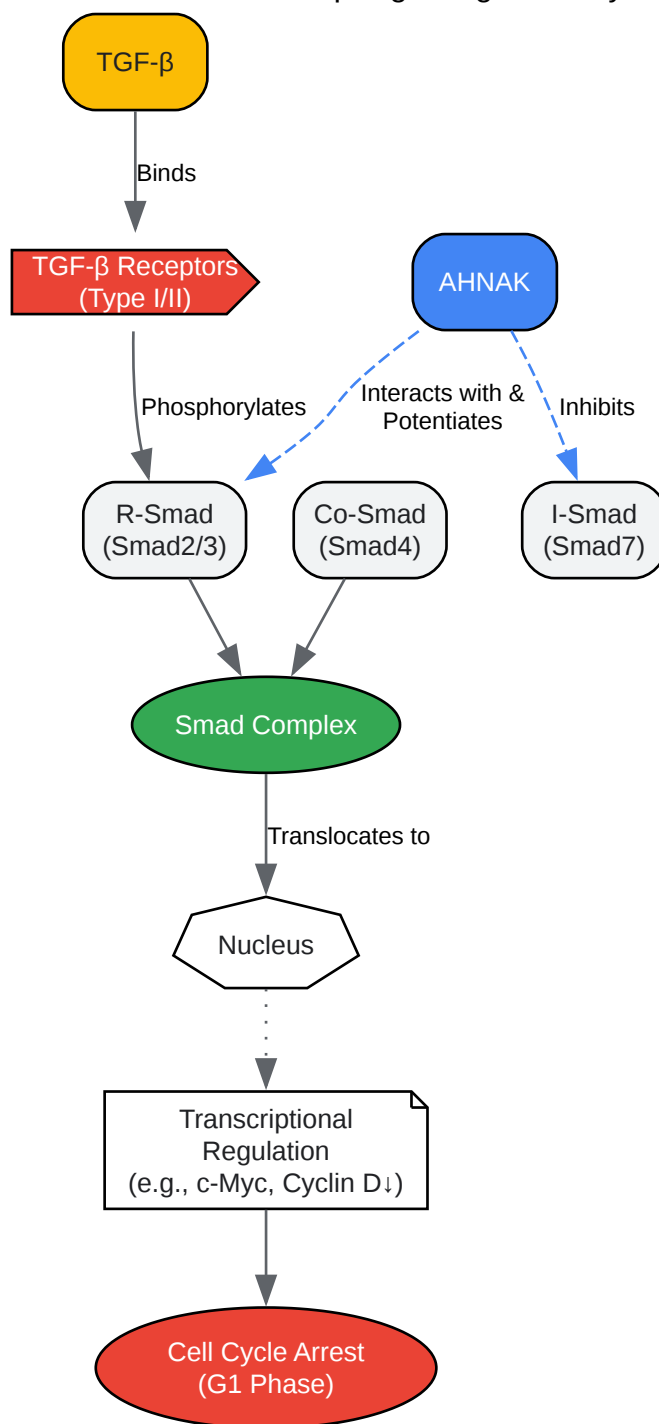 TGF-β
Binds
TGF-β Receptors
(Type I/II)
AHNAK
Phosphorylates
Interacts with &
Potentiates
Inhibits
R-Smad
(Smad2/3)
Co-Smad
(Smad4)
I-Smad
(Smad7)
Smad Complex
Translocates to
Nucleus
Transcriptional
Regulation
(e.g., c-Myc, Cyclin D↓)
Cell Cycle Arrest
(G1 Phase)